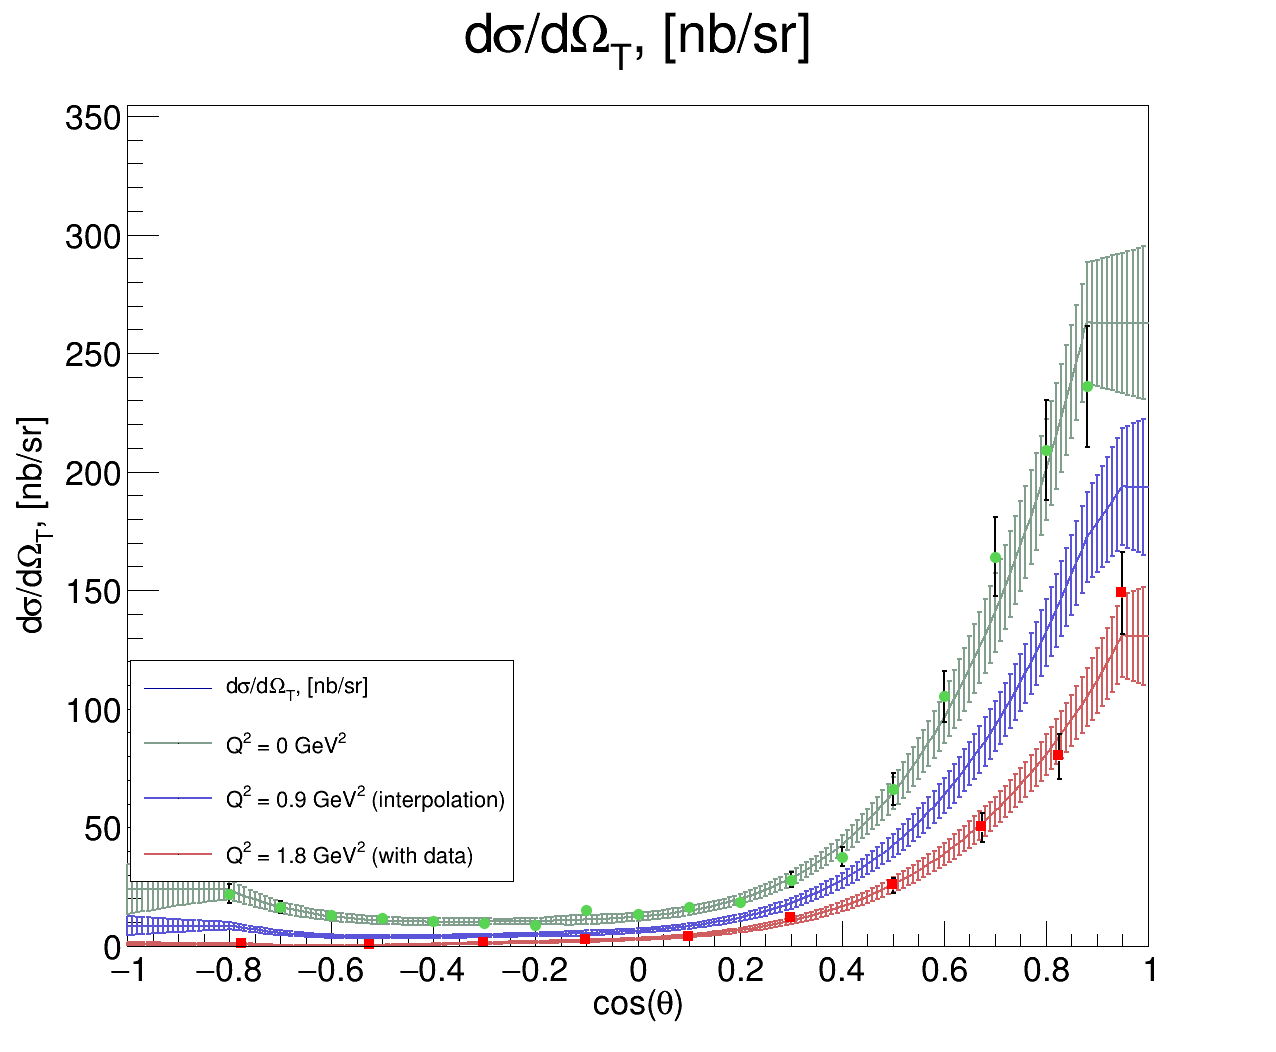 dσ/dΩT, [nb/sr]
dσ/dΩT, [nb/sr]
350
300
250
200
150
100
50
0
dσ/dΩT, [nb/sr]
Q² = 0 GeV²
Q² = 0.9 GeV² (interpolation)
Q² = 1.8 GeV² (with data)
−1 −0.8 −0.6 −0.4 −0.2 0 0.2 0.4 0.6 0.8 1
cos(θ)